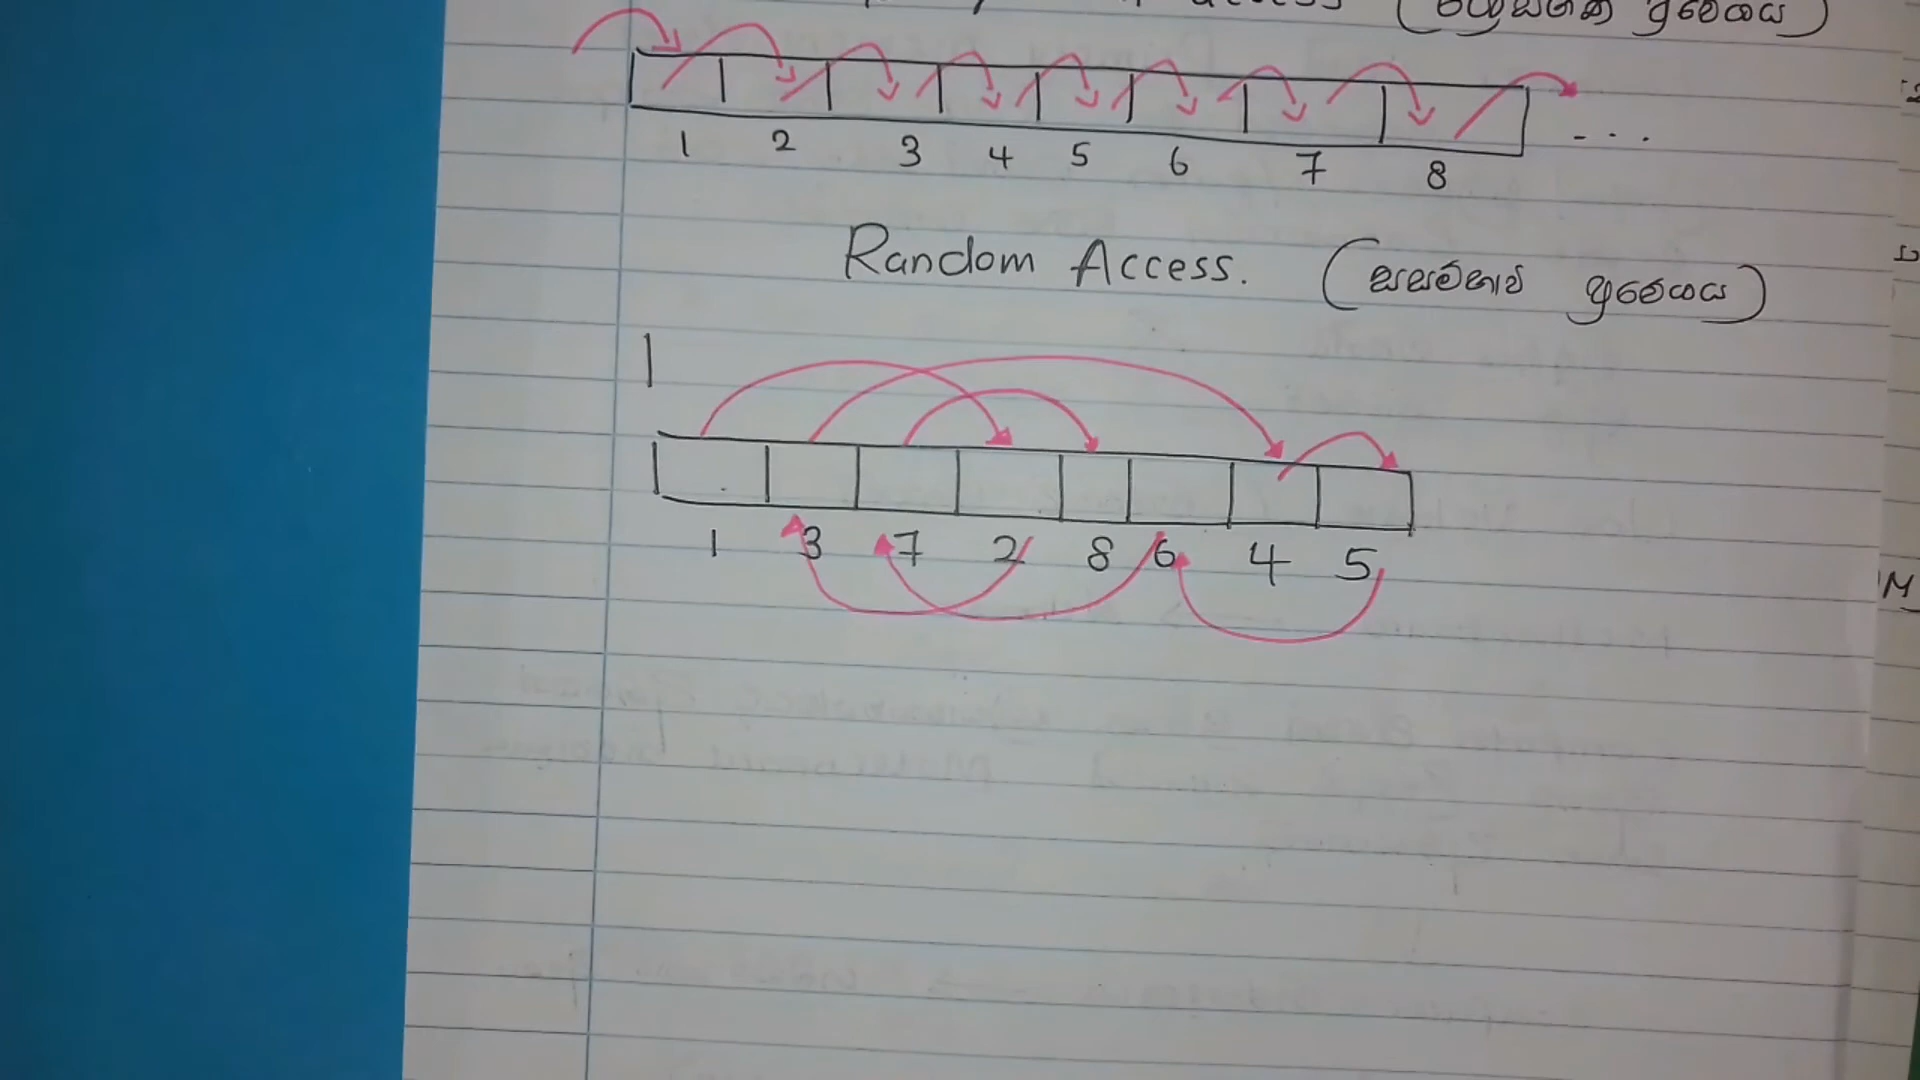 access (
1 2 3 4 5 6 7 8 ....
Random Access. (සසම්භාවී ප්‍රවේශය)
1 3 7 2 8 6 4 5